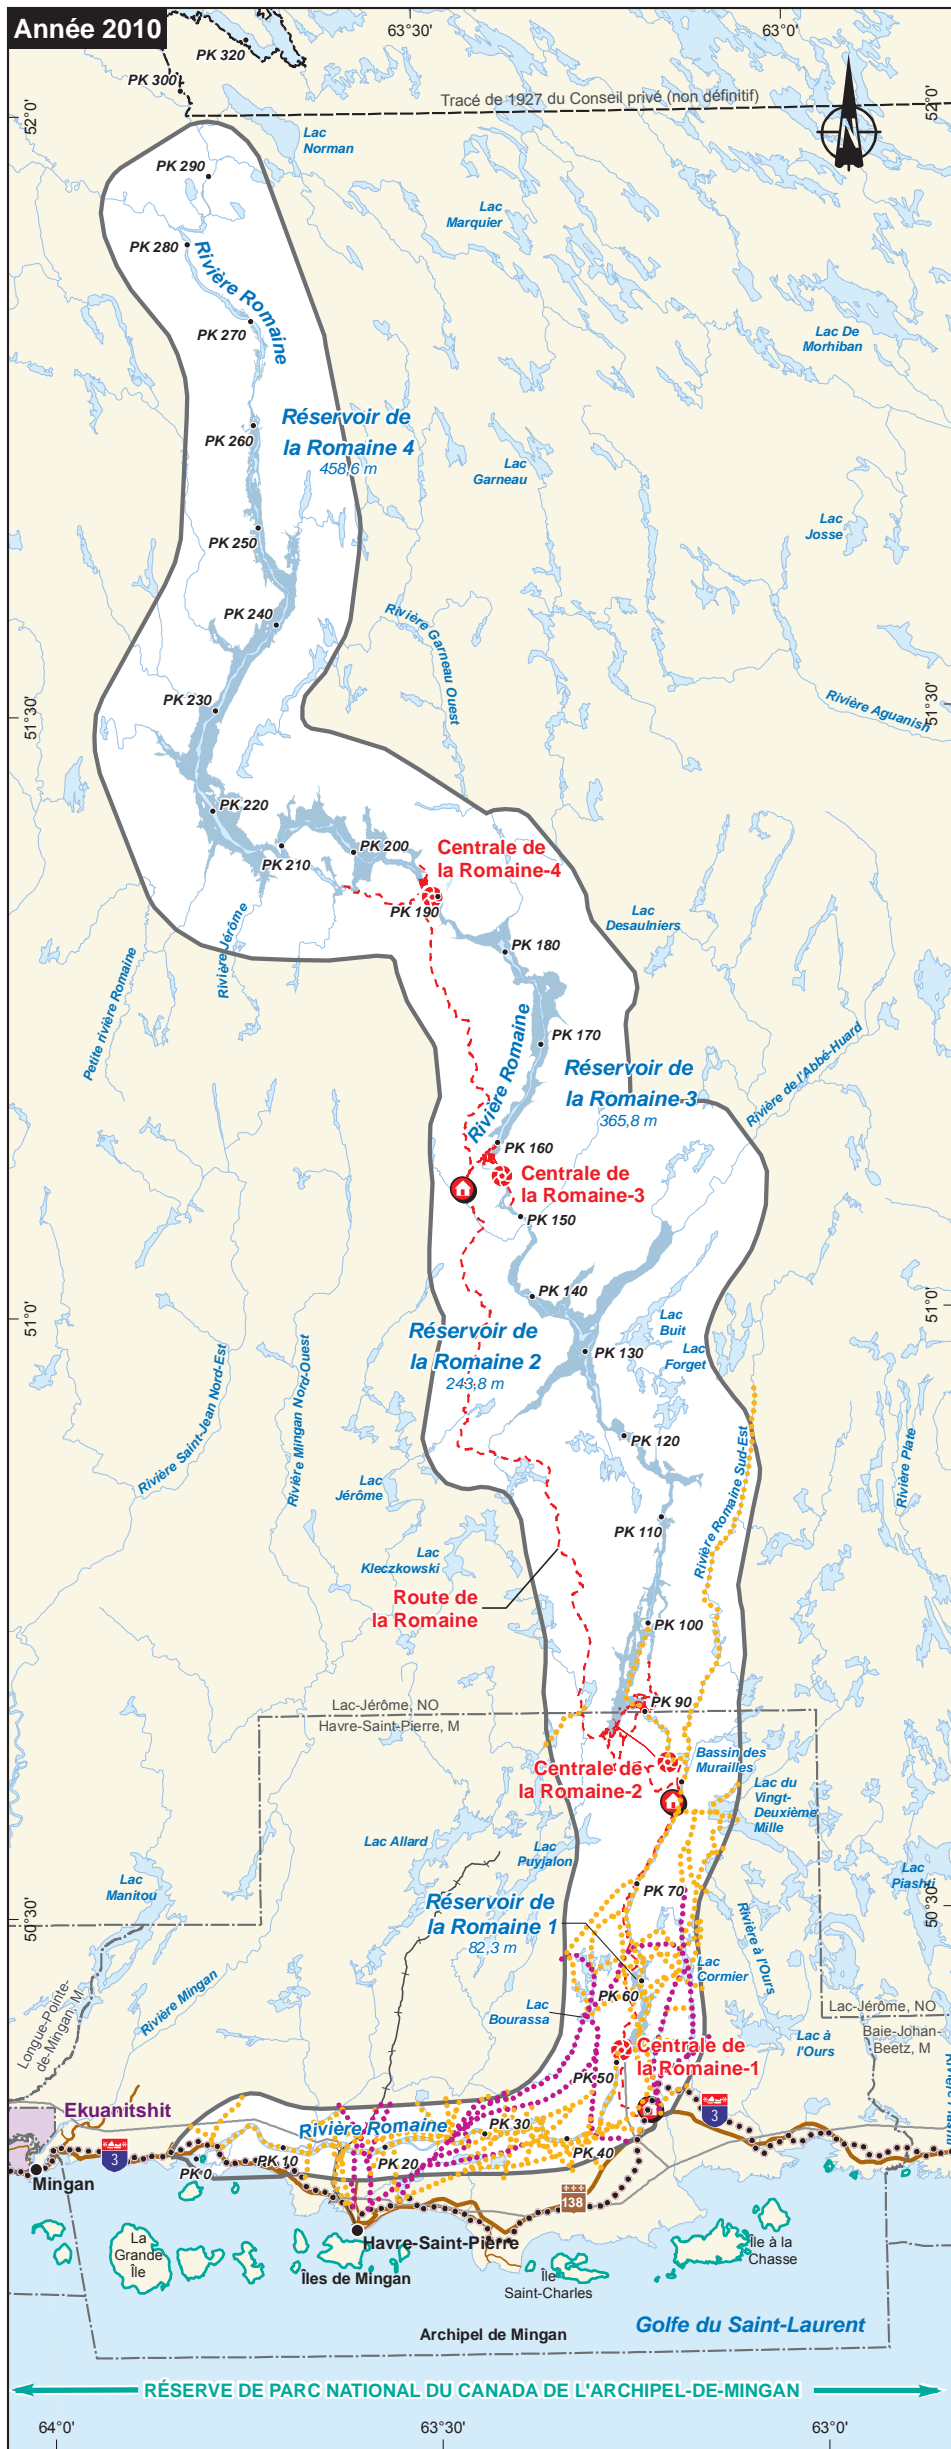 Année 2010
63°30'
63°0'
PK 320
PK 300
Tracé de 1927 du Conseil privé (non définitif)
52°0'
52°0'
N
Lac
Norman
PK 290
Lac
Marquier
PK 280
Rivière Romaine
PK 270
Lac De
Morhiban
Réservoir de
la Romaine 4
458,6 m
PK 260
Lac
Garneau
Lac
Josse
PK 250
PK 240
Rivière Garneau Ouest
PK 230
51°30'
51°30'
Rivière Aguanish
PK 220
PK 210
PK 200
Centrale de
la Romaine-4
PK 190
Lac
Desaulniers
PK 180
Rivière Jérôme
Petite rivière Romaine
Rivière Romaine
PK 170
Réservoir de
la Romaine 3
365,8 m
Rivière de l'Abbé-Huard
PK 160
Centrale de
la Romaine-3
PK 150
PK 140
51°0'
51°0'
Lac
Buit
Réservoir de
la Romaine 2
243,8 m
PK 130
Lac
Forget
Rivière Saint-Jean Nord-Est
Rivière Mingan Nord-Ouest
PK 120
Rivière Romaine Sud-Est
Rivière Plate
Lac
Jérôme
PK 110
Lac
Kleczkowski
Route de
la Romaine
PK 100
Lac-Jérôme, NO
Havre-Saint-Pierre, M
PK 90
Centrale de
la Romaine-2
Bassin des
Murailles
Lac du
Vingt-
Deuxième
Mille
Lac Allard
Lac
Puyjalon
Lac
Manitou
Lac
Piashti
PK 70
Réservoir de
la Romaine 1
82,3 m
50°30'
50°30'
Rivière à l'Ours
Lac
Cormier
PK 60
Longue-Pointe-
de-Mingan, M
Rivière Mingan
Lac
Bourassa
Lac-Jérôme, NO
Baie-Johan-
Beetz, M
Lac à
l'Ours
Centrale de
la Romaine-1
PK 50
Ekuanitshit
3
3
Rivière Romaine
PK 30
PK 40
PK 0
PK 10
PK 20
Mingan
138
Havre-Saint-Pierre
La
Grande
Île
Îles de Mingan
Île
Saint-Charles
Île à la
Chasse
Archipel de Mingan
Golfe du Saint-Laurent
RÉSERVE DE PARC NATIONAL DU CANADA DE L'ARCHIPEL-DE-MINGAN
64°0'
63°30'
63°0'